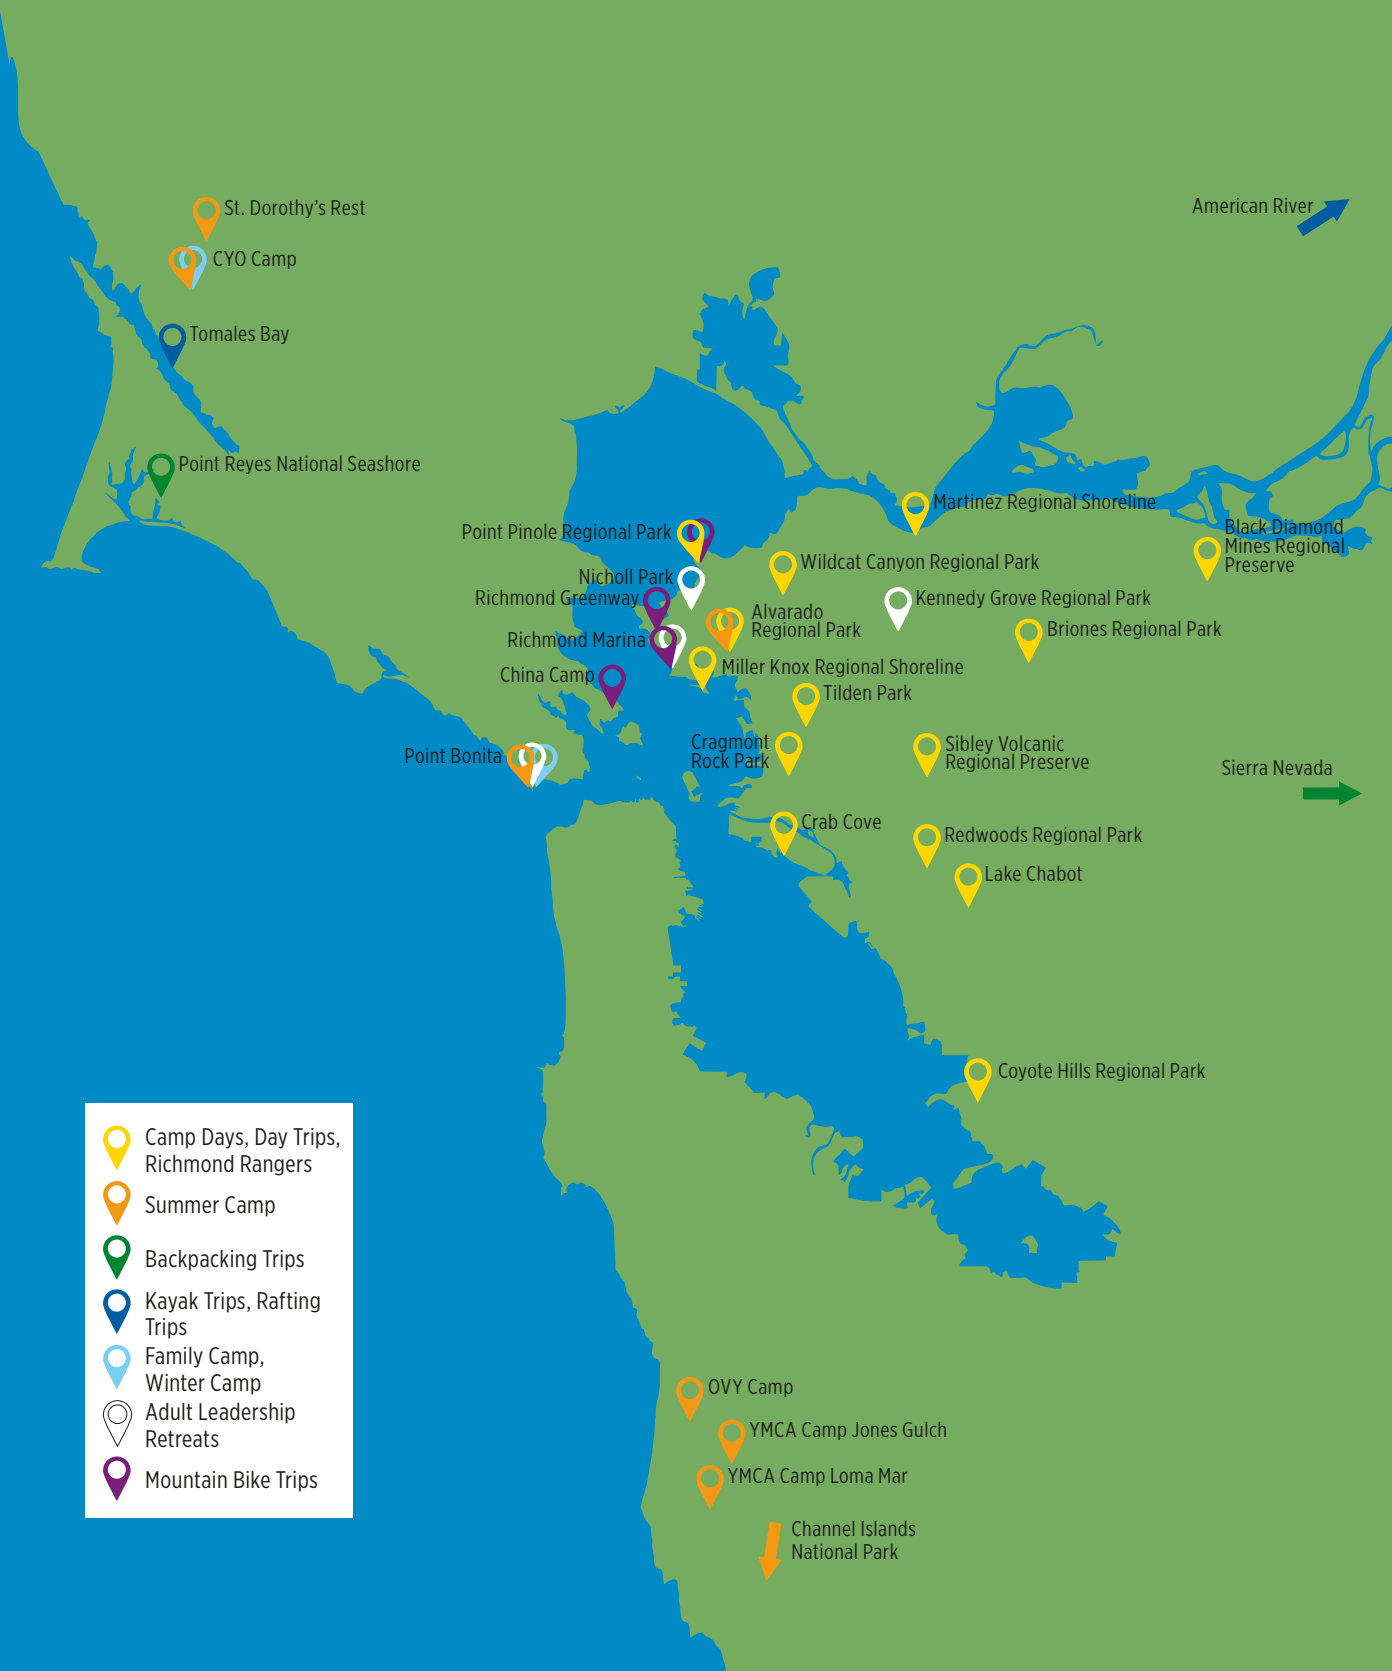 St. Dorothy's Rest
American River
CYO Camp
Tomales Bay
Point Reyes National Seashore
Martinez Regional Shoreline
Black Diamond
Mines Regional
Preserve
Point Pinole Regional Park
Wildcat Canyon Regional Park
Nicholl Park
Richmond Greenway
Kennedy Grove Regional Park
Alvarado
Regional Park
Briones Regional Park
Richmond Marina
Miller Knox Regional Shoreline
China Camp
Tilden Park
Cragmont
Rock Park
Sibley Volcanic
Regional Preserve
Point Bonita
Sierra Nevada
Crab Cove
Redwoods Regional Park
Lake Chabot
Coyote Hills Regional Park
Camp Days, Day Trips,
Richmond Rangers
Summer Camp
Backpacking Trips
Kayak Trips, Rafting
Trips
Family Camp,
Winter Camp
Adult Leadership
Retreats
Mountain Bike Trips
OVY Camp
YMCA Camp Jones Gulch
YMCA Camp Loma Mar
Channel Islands
National Park